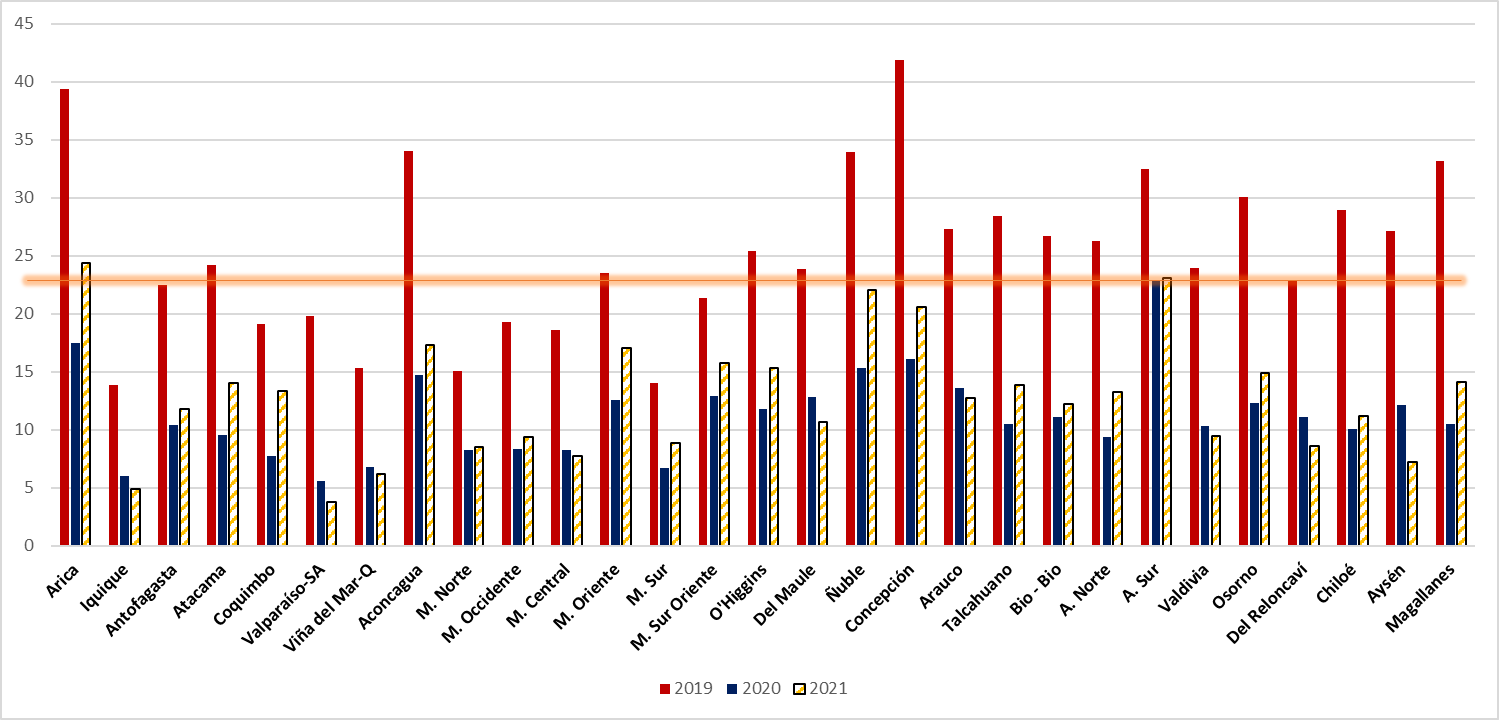 45
40
35
30
25
20
15
10
5
0
Arica
Iquique
Antofagasta
Atacama
Coquimbo
Valparaíso-SA
Viña del Mar-Q
Aconcagua
M. Norte
M. Occidente
M. Central
M. Oriente
M. Sur
M. Sur Oriente
O'Higgins
Del Maule
Ñuble
Concepción
Arauco
Talcahuano
Bio - Bio
A. Norte
A. Sur
Valdivia
Osorno
Del Reloncaví
Chiloé
Aysén
Magallanes
2019 2020 2021